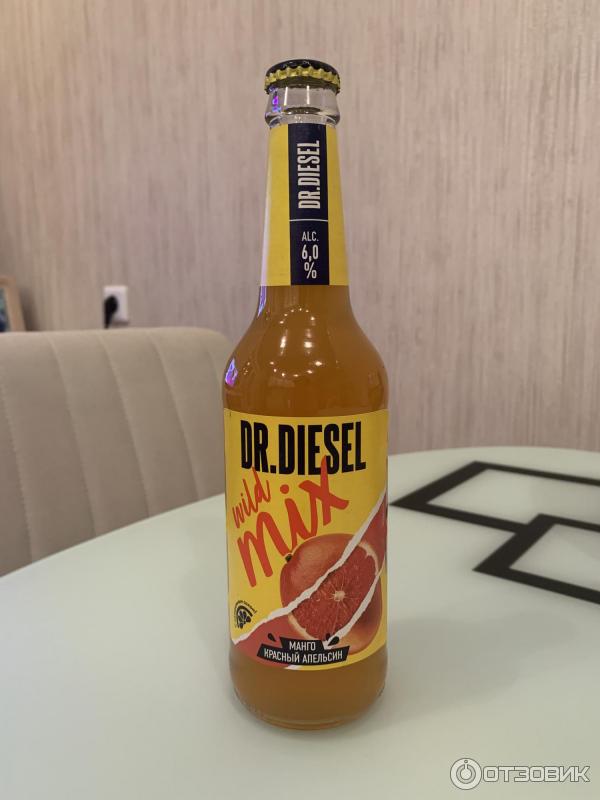 DR.DIESEL
ALC.
6,0
%
DR.DIESEL
wild
mix
МАНГО
КРАСНЫЙ АПЕЛЬСИН
ОТЗОВИК